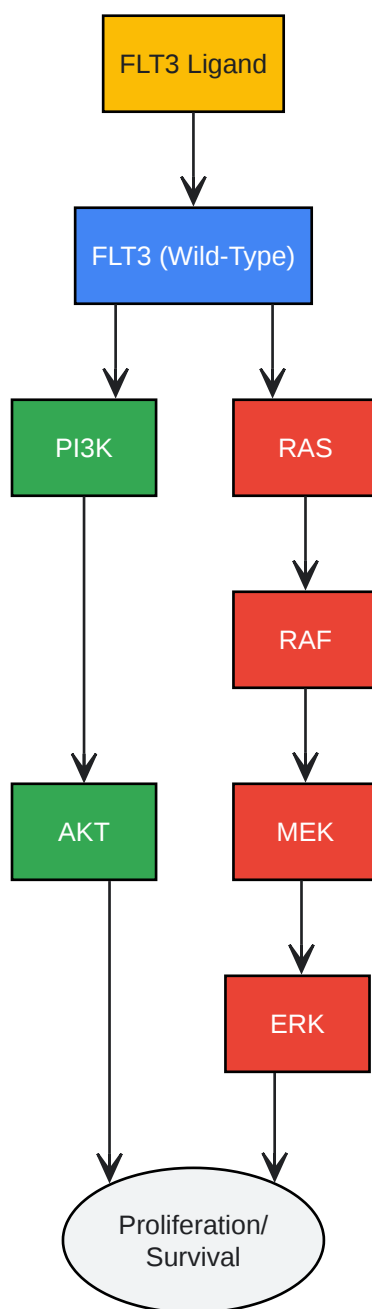 FLT3 Ligand
FLT3 (Wild-Type)
PI3K
RAS
RAF
AKT
MEK
ERK
Proliferation/
Survival